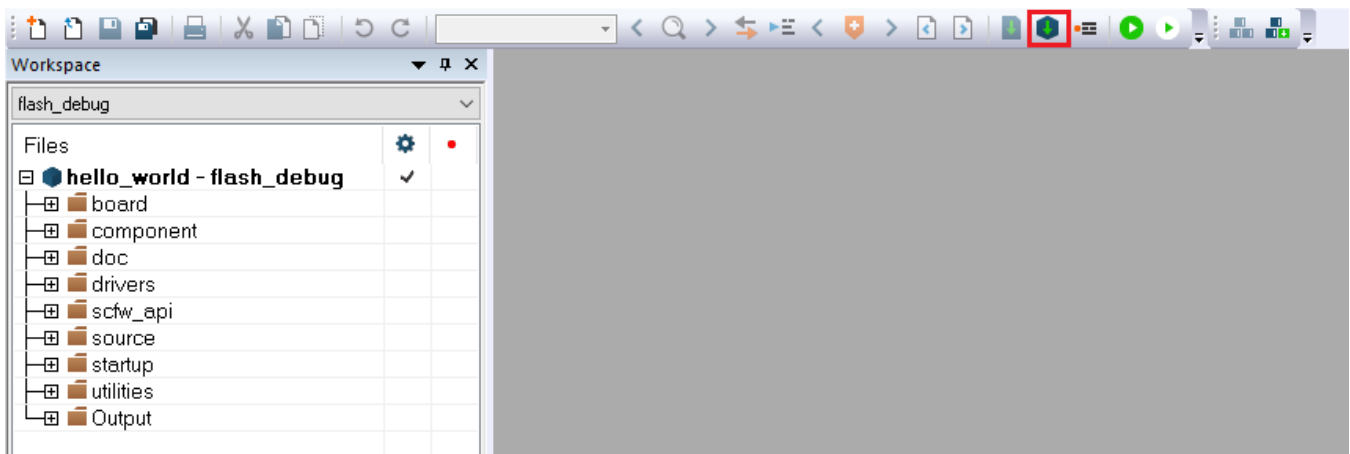 Workspace
flash_debug
Files
hello_world - flash_debug
board
component
doc
drivers
scfw_api
source
startup
utilities
Output